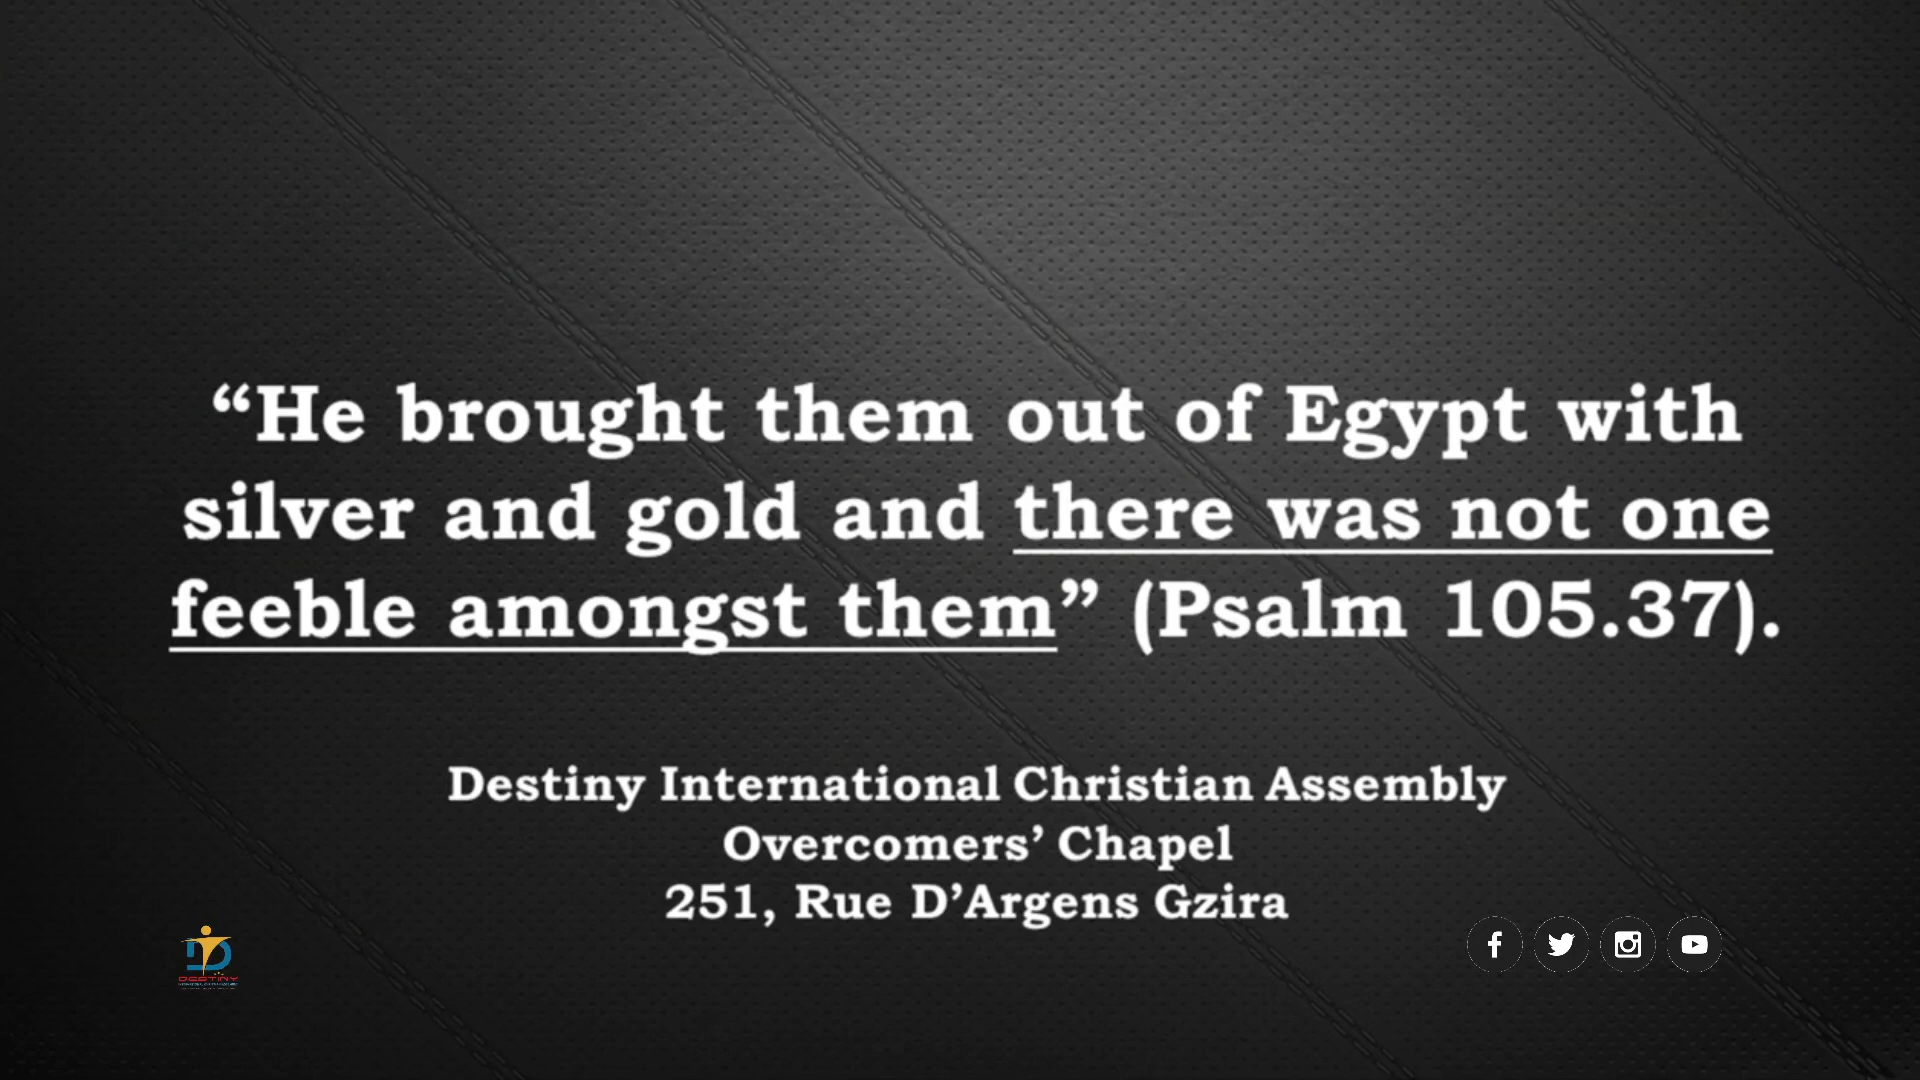 “He brought them out of Egypt with
silver and gold and there was not one
feeble amongst them” (Psalm 105.37).
Destiny International Christian Assembly
Overcomers’ Chapel
251, Rue D’Argens Gzira
DESTINY